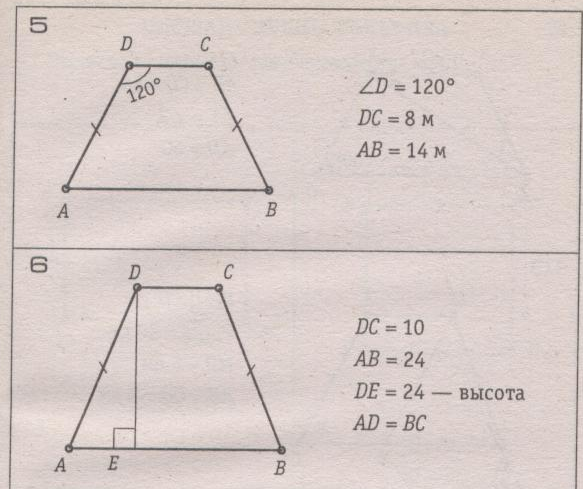 5
D C
120°
A B
∠D = 120°
DC = 8 м
AB = 14 м
6
D C
A E B
DC = 10
AB = 24
DE = 24 — высота
AD = BC